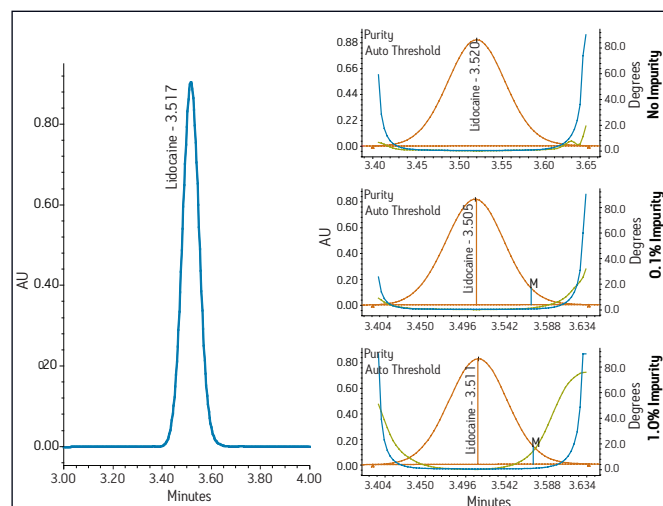 0.80
0.60
0.40
0.20
0.00
AU
Lidocaine - 3.517
3.00 3.20 3.40 3.60 3.80 4.00
Minutes
Purity
Auto Threshold
0.88
0.66
0.44
0.22
0.00
Lidocaine - 3.520
80.0
60.0
40.0
20.0
0.0
Degrees
No Impurity
3.40 3.45 3.50 3.55 3.60 3.65
Purity
Auto Threshold
0.80
0.60
0.40
0.20
0.00
AU
Lidocaine - 3.505
M
80.0
60.0
40.0
20.0
0.0
Degrees
0.1% Impurity
3.404 3.450 3.496 3.542 3.588 3.634
Purity
Auto Threshold
0.80
0.60
0.40
0.20
0.00
Lidocaine - 3.511
M
80.0
60.0
40.0
20.0
0.0
Degrees
1.0% Impurity
3.404 3.450 3.496 3.542 3.588 3.634
Minutes